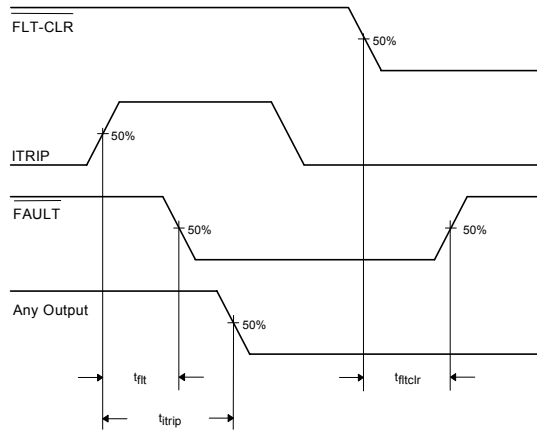 FLT-CLR
50%
50%
ITRIP
FAULT
50%
50%
Any Output
50%
tflt
tfltclr
titrip